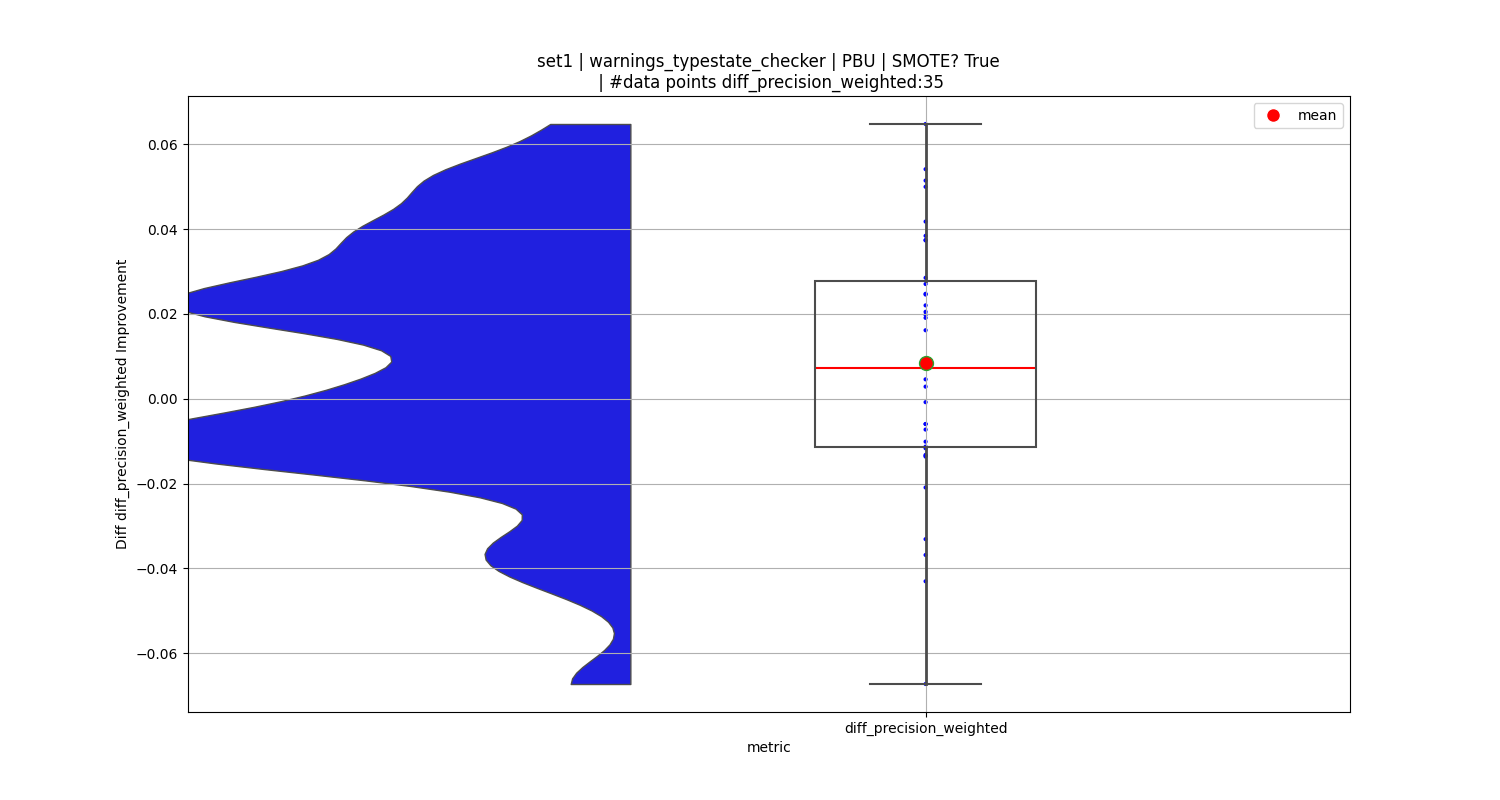 set1 | warnings_typestate_checker | PBU | SMOTE? True
| #data points diff_precision_weighted:35
mean
0.06
0.04
0.02
0.00
−0.02
−0.04
−0.06
Diff diff_precision_weighted Improvement
diff_precision_weighted
metric